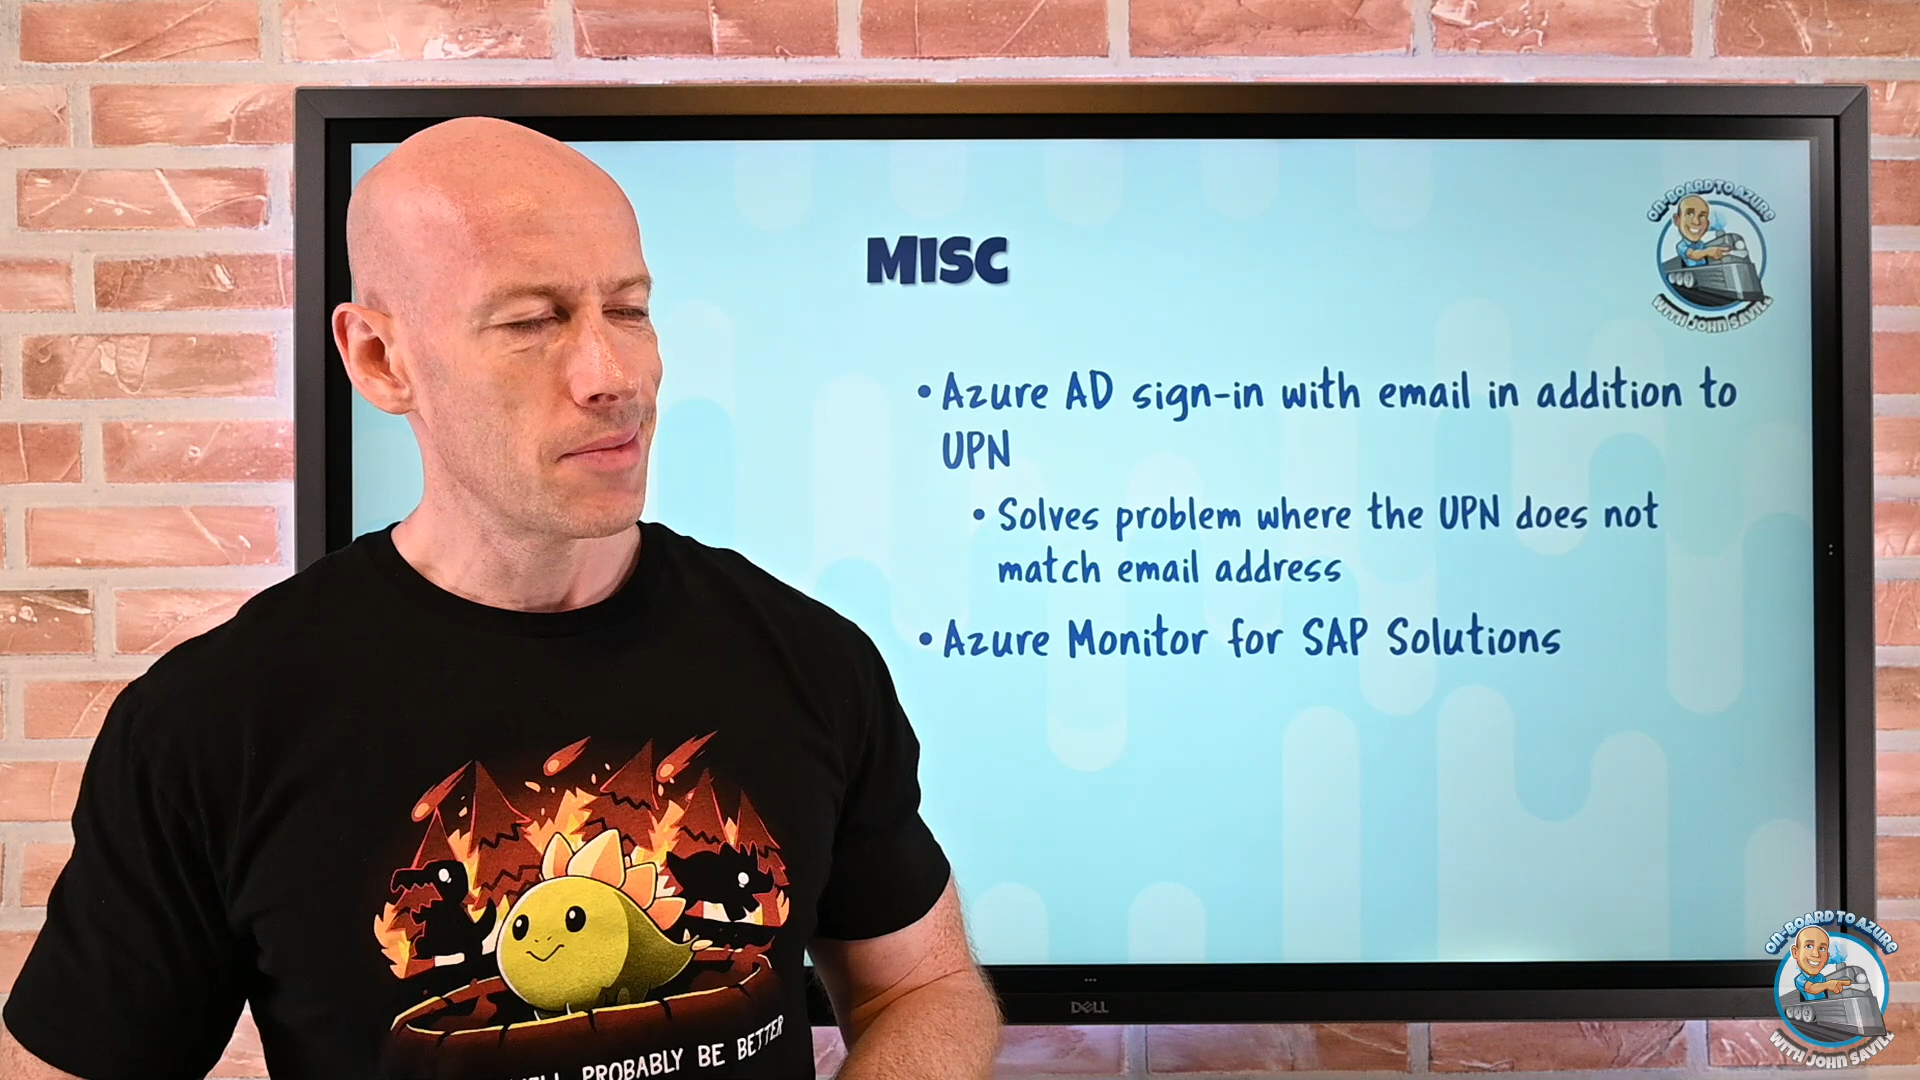 ON-BOARD TO AZURE
WITH JOHN SAVILL
MISC
•Azure AD sign-in with email in addition to
UPN
• Solves problem where the UPN does not
match email address
•Azure Monitor for SAP Solutions
DELL
PROBABLY BE BETTER
ON-BOARD TO AZURE
WITH JOHN SAVILL